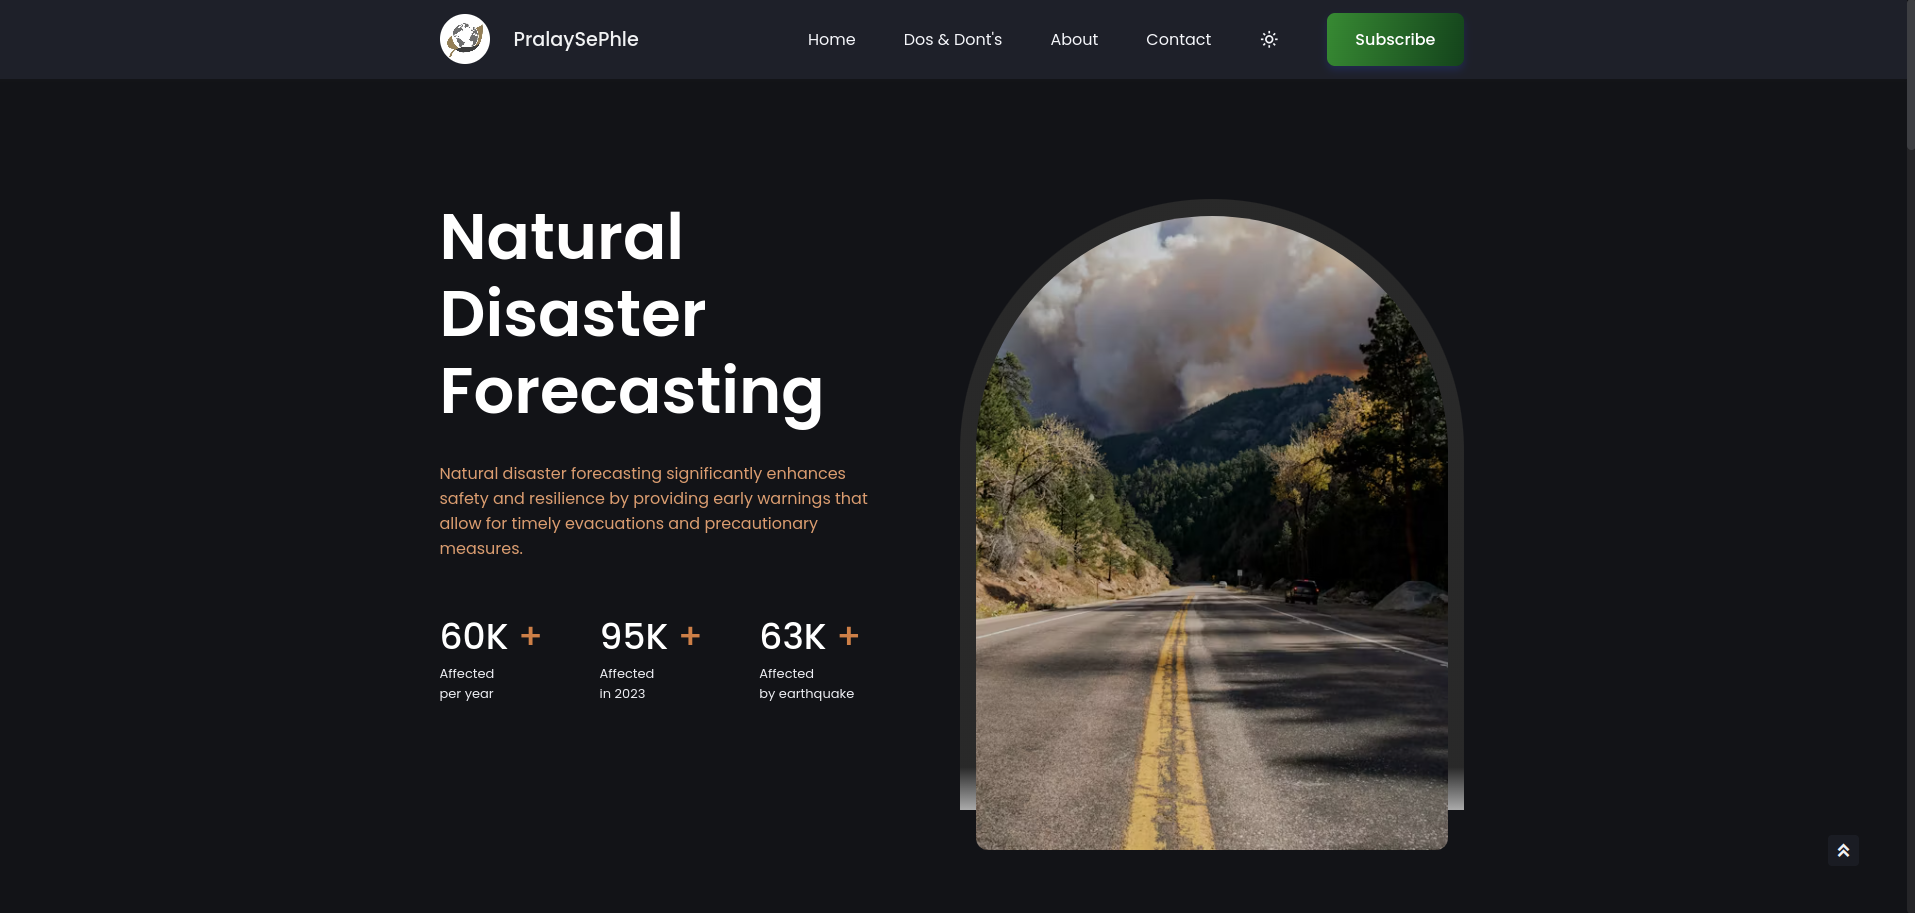 PralaySePhle
Home
Dos & Dont's
About
Contact
Subscribe
Natural
Disaster
Forecasting
Natural disaster forecasting significantly enhances
safety and resilience by providing early warnings that
allow for timely evacuations and precautionary
measures.
60K +
Affected
per year
95K +
Affected
in 2023
63K +
Affected
by earthquake